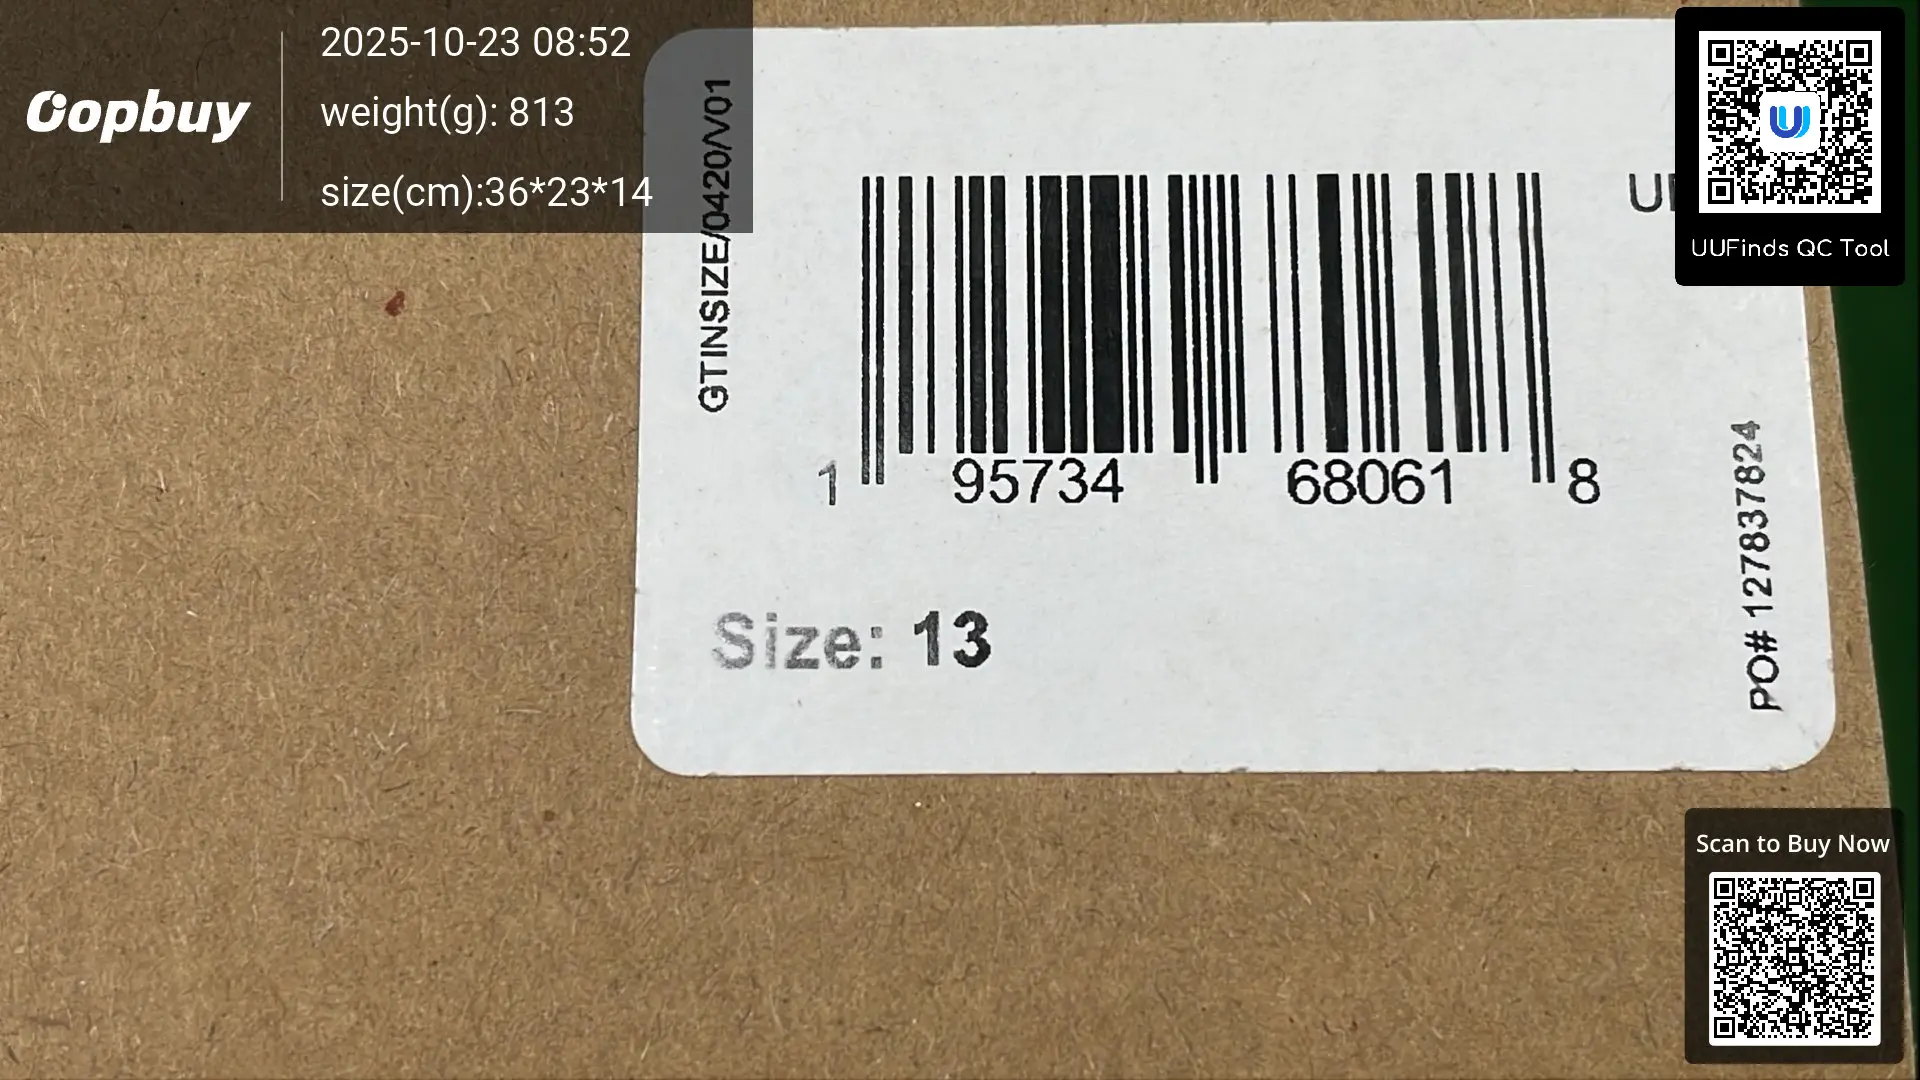 Oopbuy
2025-10-23 08:52
weight(g): 813
size(cm):36*23*14
GTINSIZE/0420/V01
1 95734 68061 8
Size: 13
PO# 127837824
UUFinds QC Tool
Scan to Buy Now